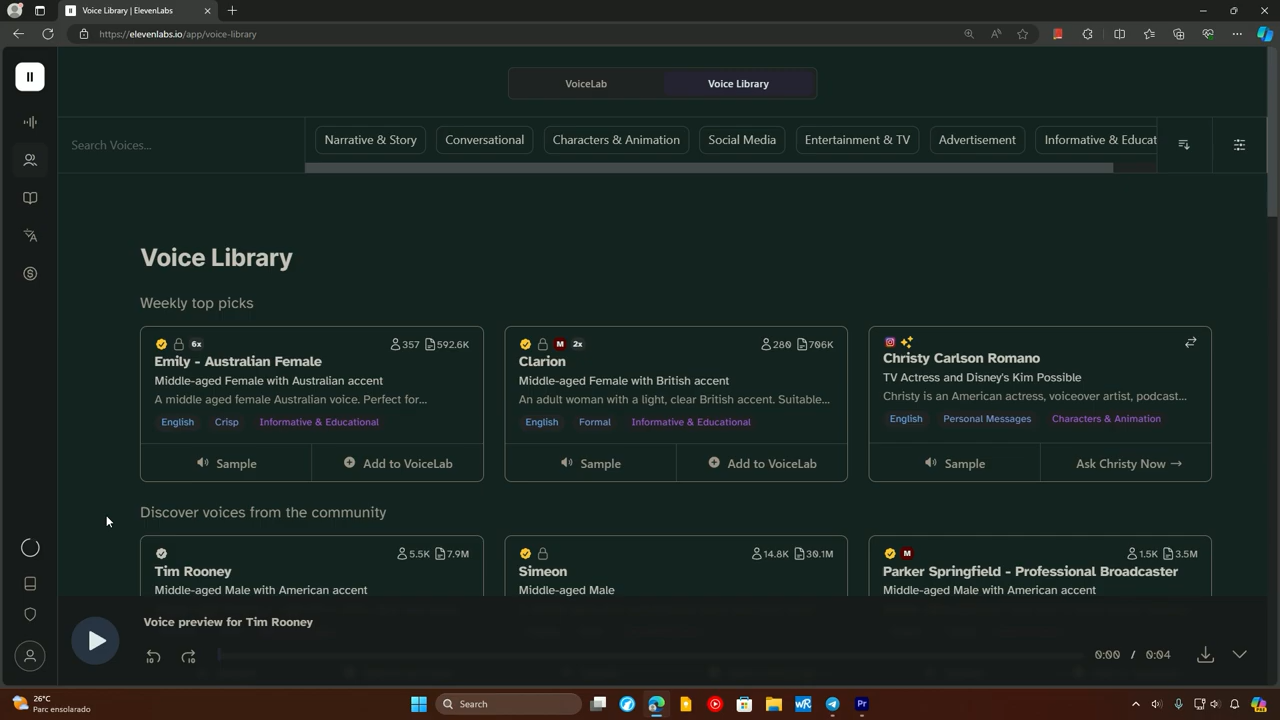 Voice Library | ElevenLabs
https://elevenlabs.io/app/voice-library
VoiceLab
Voice Library
Search Voices...
Narrative & Story
Conversational
Characters & Animation
Social Media
Entertainment & TV
Advertisement
Informative & Educat
Voice Library
Weekly top picks
6x
357
592.6K
Emily - Australian Female
Middle-aged Female with Australian accent
A middle aged female Australian voice. Perfect for...
English
Crisp
Informative & Educational
Sample
Add to VoiceLab
M
2x
280
706K
Clarion
Middle-aged Female with British accent
An adult woman with a light, clear British accent. Suitable...
English
Formal
Informative & Educational
Sample
Add to VoiceLab
Christy Carlson Romano
TV Actress and Disney's Kim Possible
Christy is an American actress, voiceover artist, podcast...
English
Personal Messages
Characters & Animation
Sample
Ask Christy Now →
Discover voices from the community
5.5K
7.9M
Tim Rooney
Middle-aged Male with American accent
14.8K
30.1M
Simeon
Middle-aged Male
M
1.5K
3.5M
Parker Springfield - Professional Broadcaster
Middle-aged Male with American accent
Voice preview for Tim Rooney
10
10
0:00 / 0:04
26°C
Parc ensolarado
Search
WR
Pr